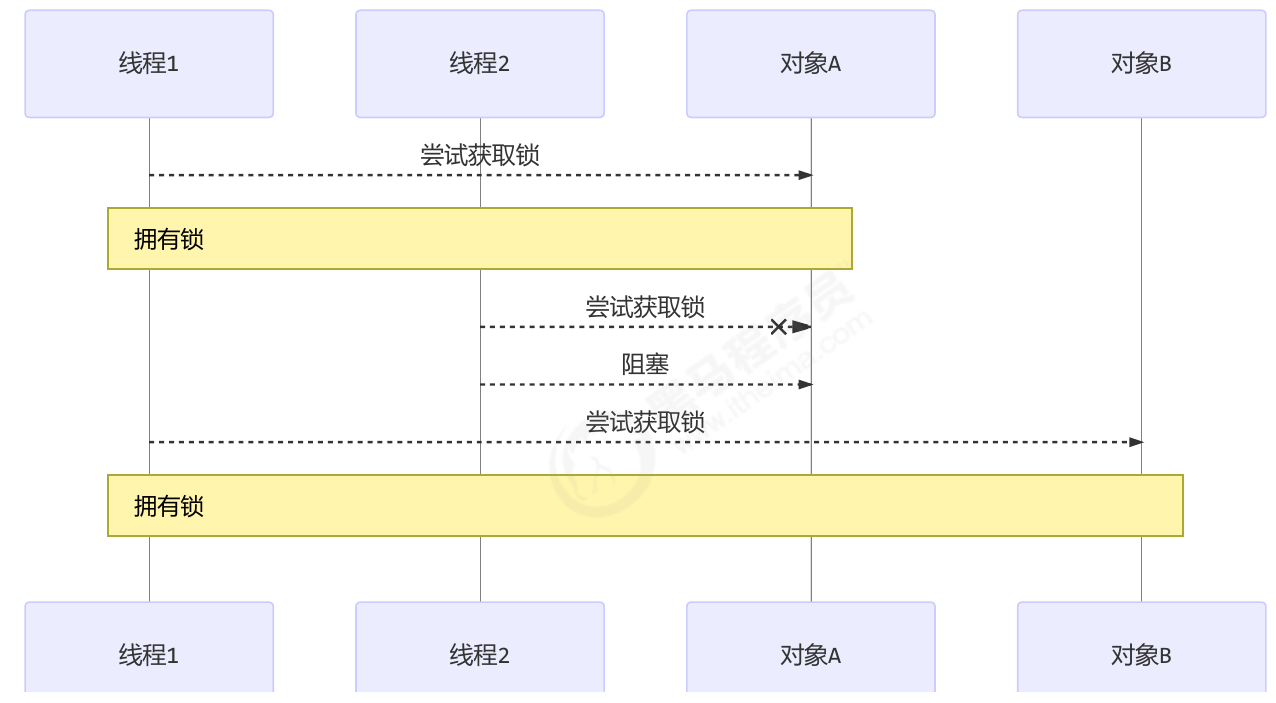 线程1
线程2
对象A
对象B
尝试获取锁
拥有锁
尝试获取锁
阻塞
尝试获取锁
拥有锁
黑马程序员
www.itheima.com
线程1
线程2
对象A
对象B